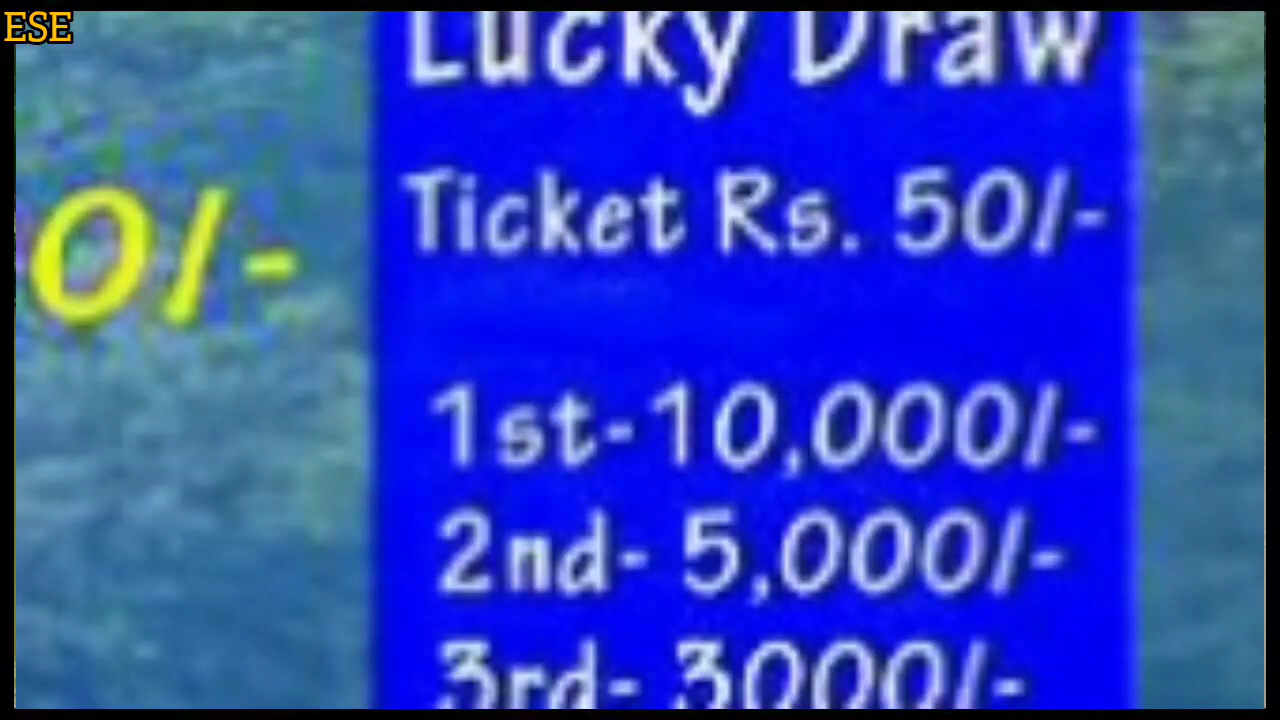 ESE
Lucky Draw
Ticket Rs. 50/-
0/-
1st-10,000/-
2nd- 5,000/-
3rd- 3000/-